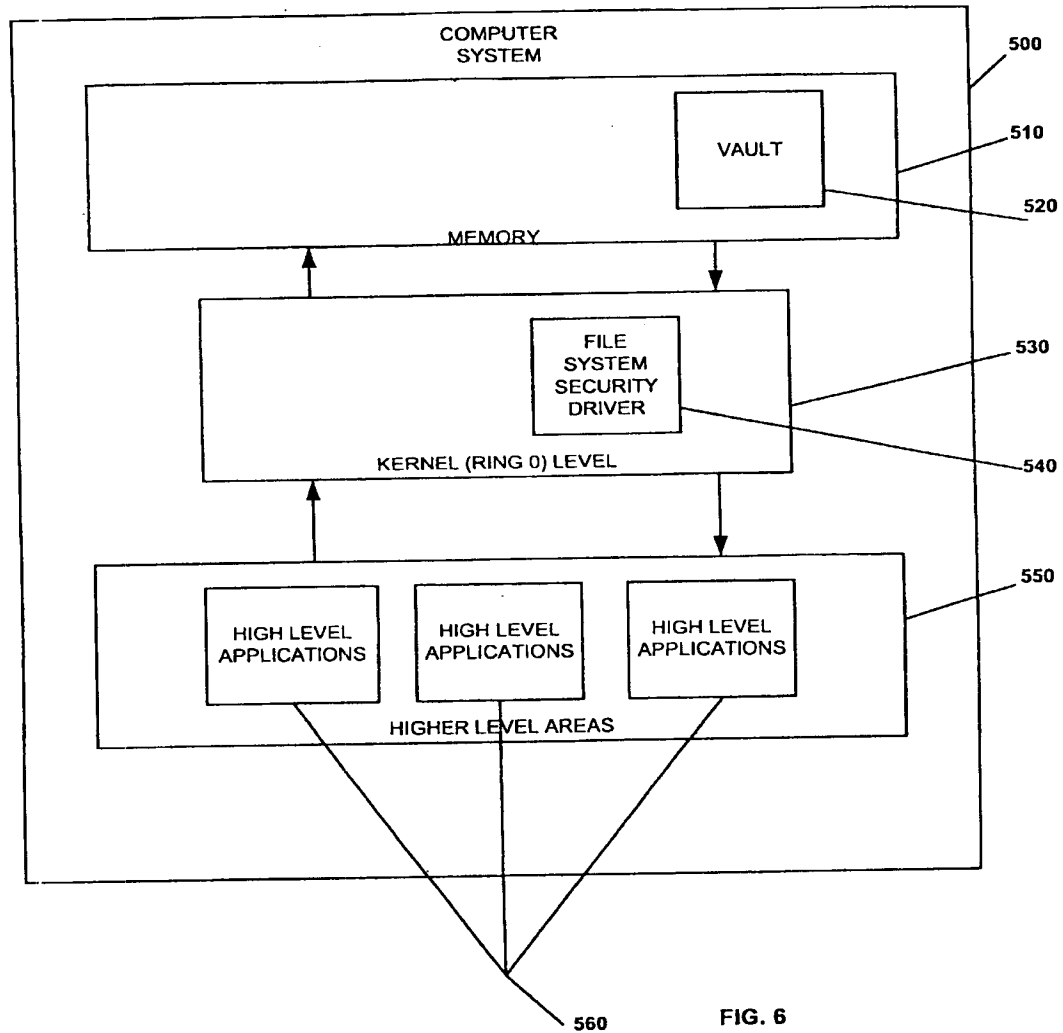 COMPUTER
SYSTEM
500
VAULT
510
520
MEMORY
FILE
SYSTEM
SECURITY
DRIVER
530
KERNEL (RING 0) LEVEL
540
HIGH LEVEL
APPLICATIONS
HIGH LEVEL
APPLICATIONS
HIGH LEVEL
APPLICATIONS
550
HIGHER LEVEL AREAS
560
FIG. 6